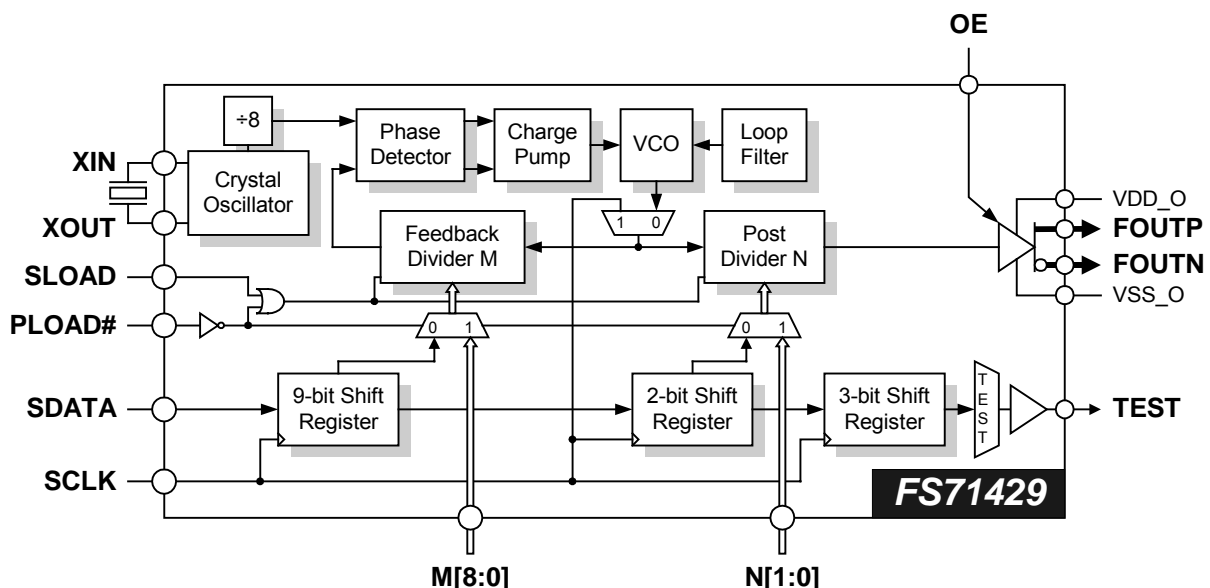 OE
÷8
Phase
Detector
Charge
Pump
VCO
Loop
Filter
XIN
Crystal
Oscillator
XOUT
1 0
VDD_O
FOUTP
FOUTN
VSS_O
Feedback
Divider M
Post
Divider N
SLOAD
PLOAD#
0 1
0 1
SDATA
9-bit Shift
Register
2-bit Shift
Register
3-bit Shift
Register
TEST
TEST
SCLK
FS71429
M[8:0]
N[1:0]